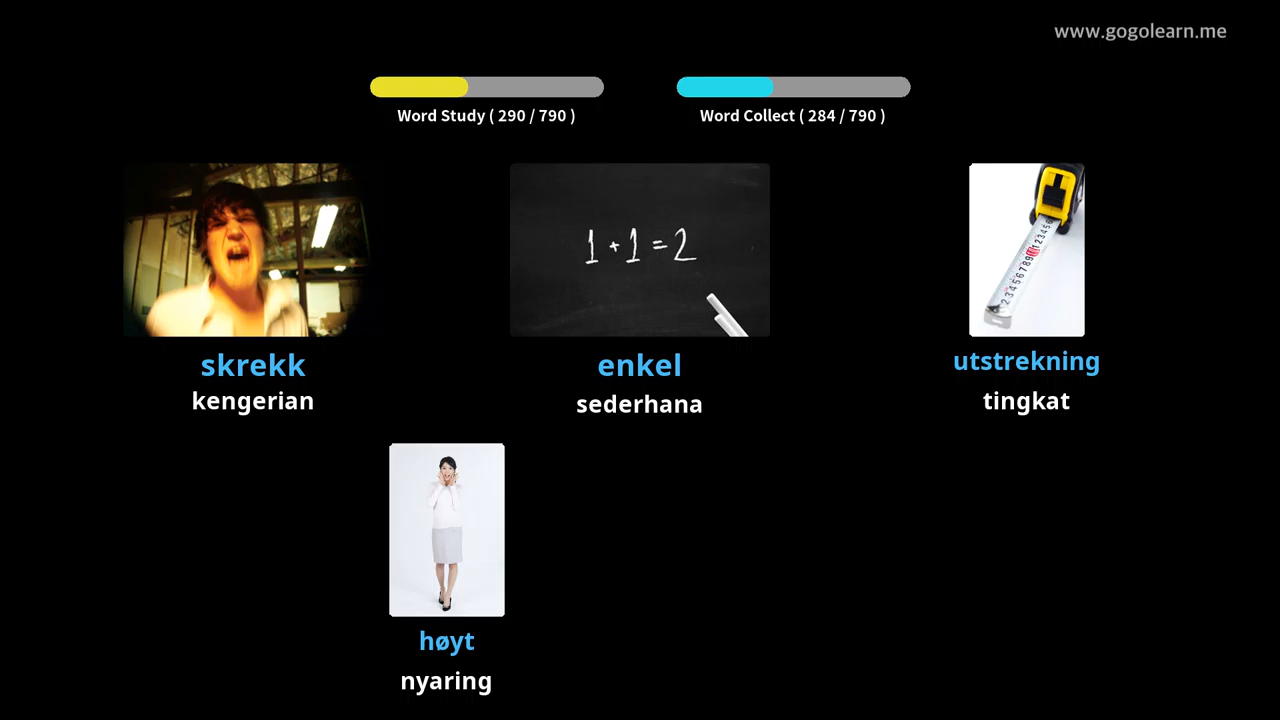 www.gogolearn.me
Word Study ( 290 / 790 )
Word Collect ( 284 / 790 )
1 + 1 = 2
skrekk
kengerian
enkel
sederhana
utstrekning
tingkat
høyt
nyaring